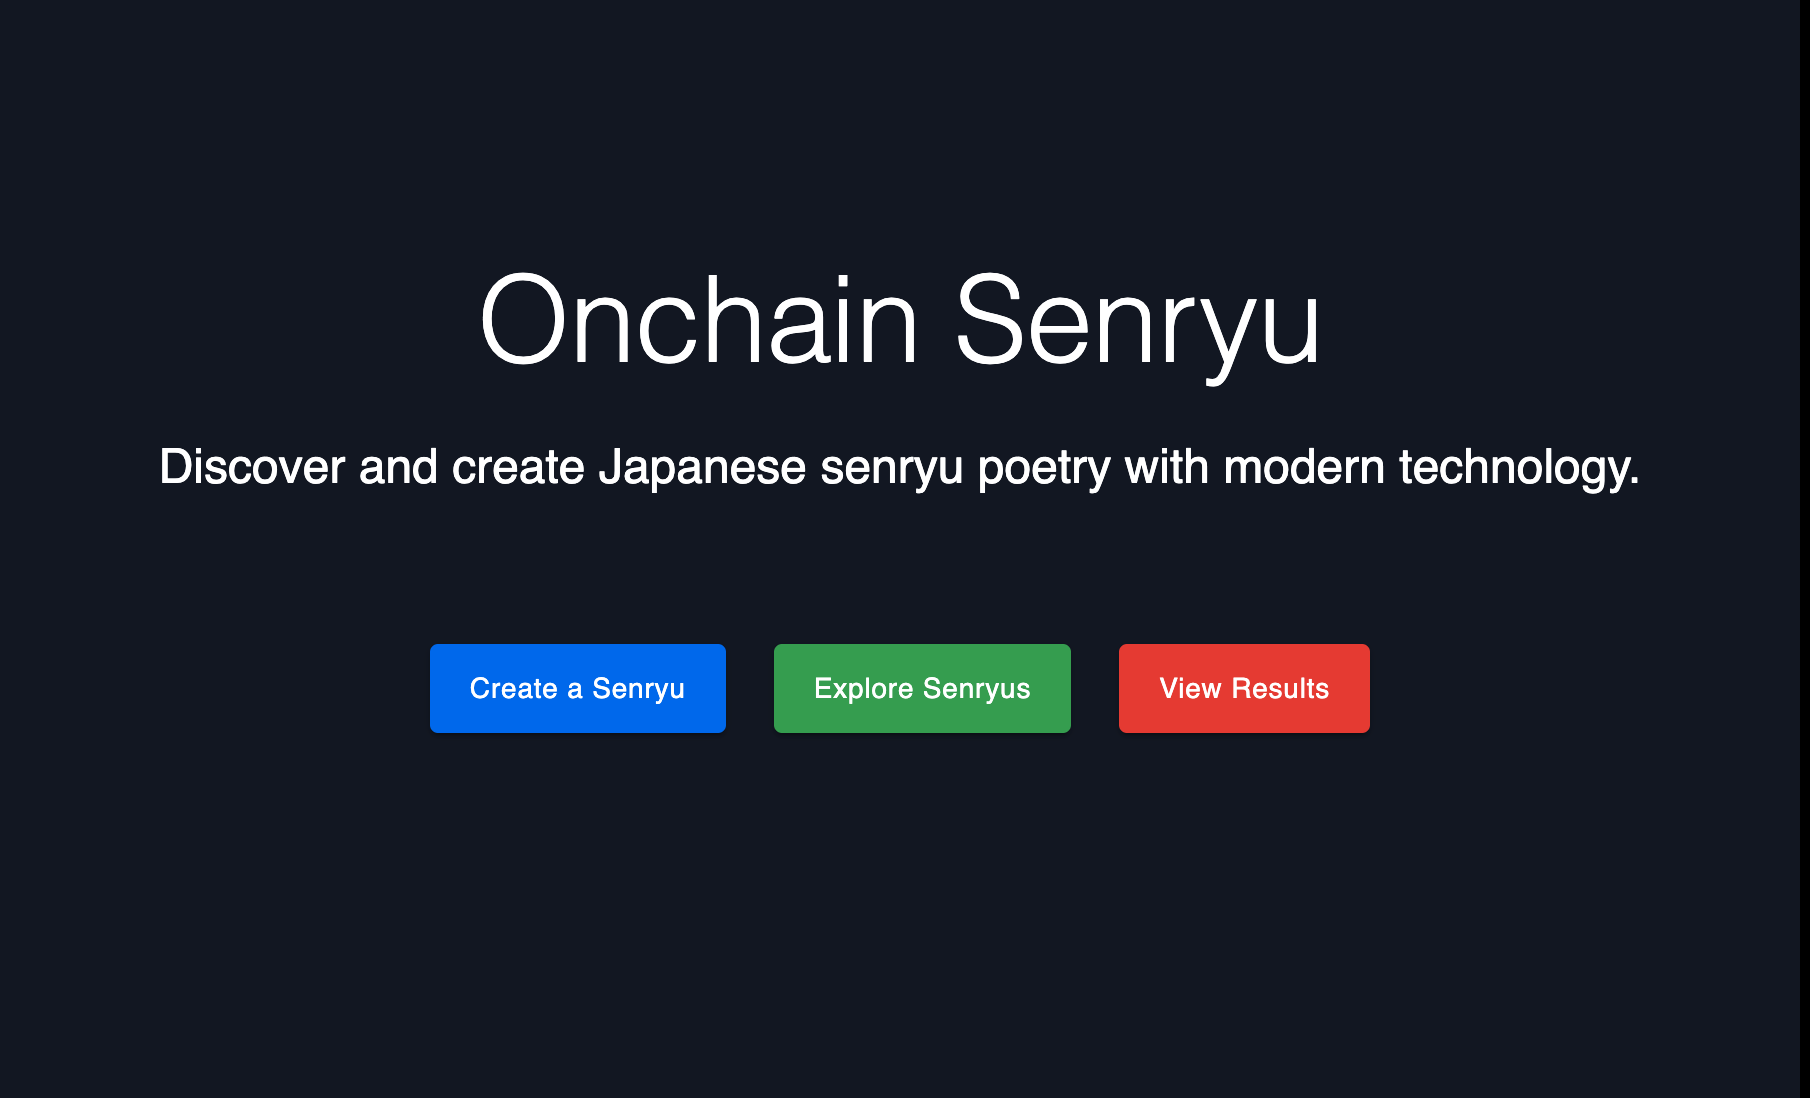 Onchain Senryu
Discover and create Japanese senryu poetry with modern technology.
Create a Senryu
Explore Senryus
View Results